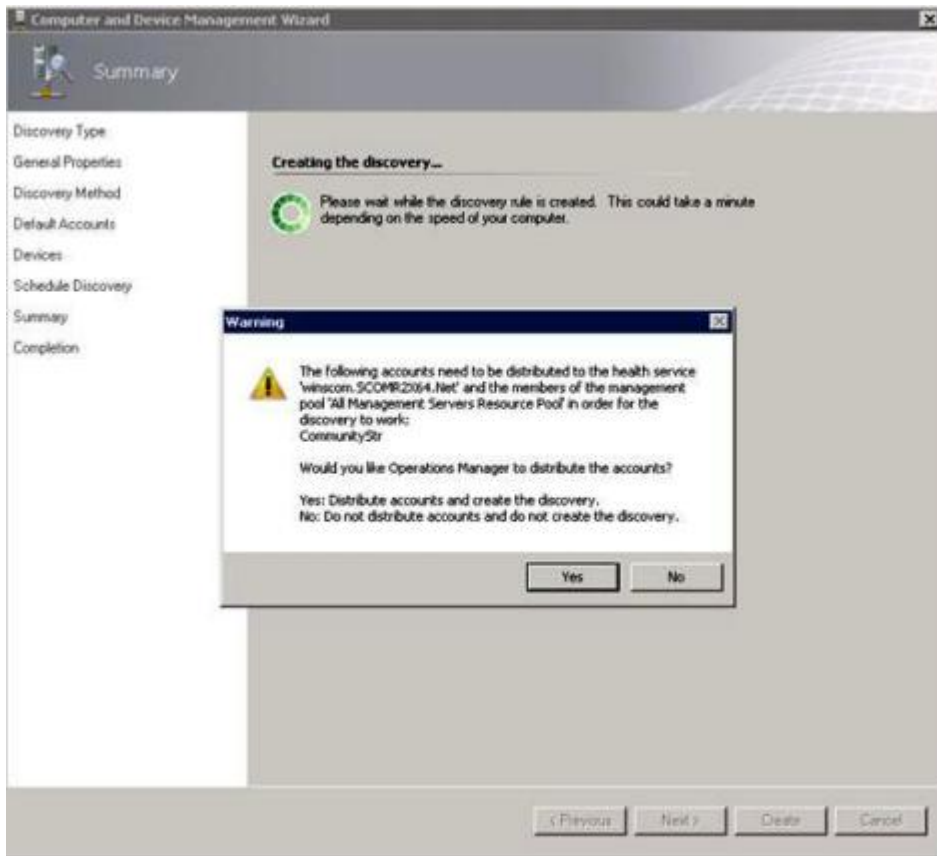 Computer and Device Management Wizard
Summary
Discovery Type
General Properties
Discovery Method
Default Accounts
Devices
Schedule Discovery
Summary
Completion
Creating the discovery...
Please wait while the discovery rule is created. This could take a minute
depending on the speed of your computer.
Warning
The following accounts need to be distributed to the health service
'winscom.SCOMR2X64.Net' and the members of the management
pool 'All Management Servers Resource Pool' in order for the
discovery to work:
CommunityStr
Would you like Operations Manager to distribute the accounts?
Yes: Distribute accounts and create the discovery.
No: Do not distribute accounts and do not create the discovery.
Yes
No
< Previous
Next >
Create
Cancel